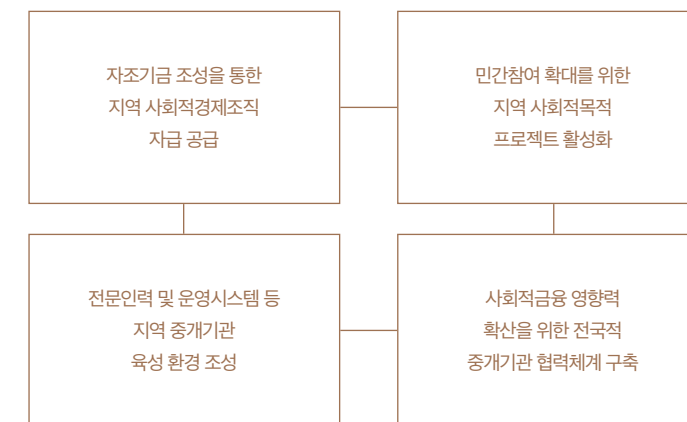 자조기금 조성을 통한
지역 사회적경제조직
자급 공급
민간참여 확대를 위한
지역 사회적목적
프로젝트 활성화
전문인력 및 운영시스템 등
지역 중개기관
육성 환경 조성
사회적금융 영향력
확산을 위한 전국적
중개기관 협력체계 구축